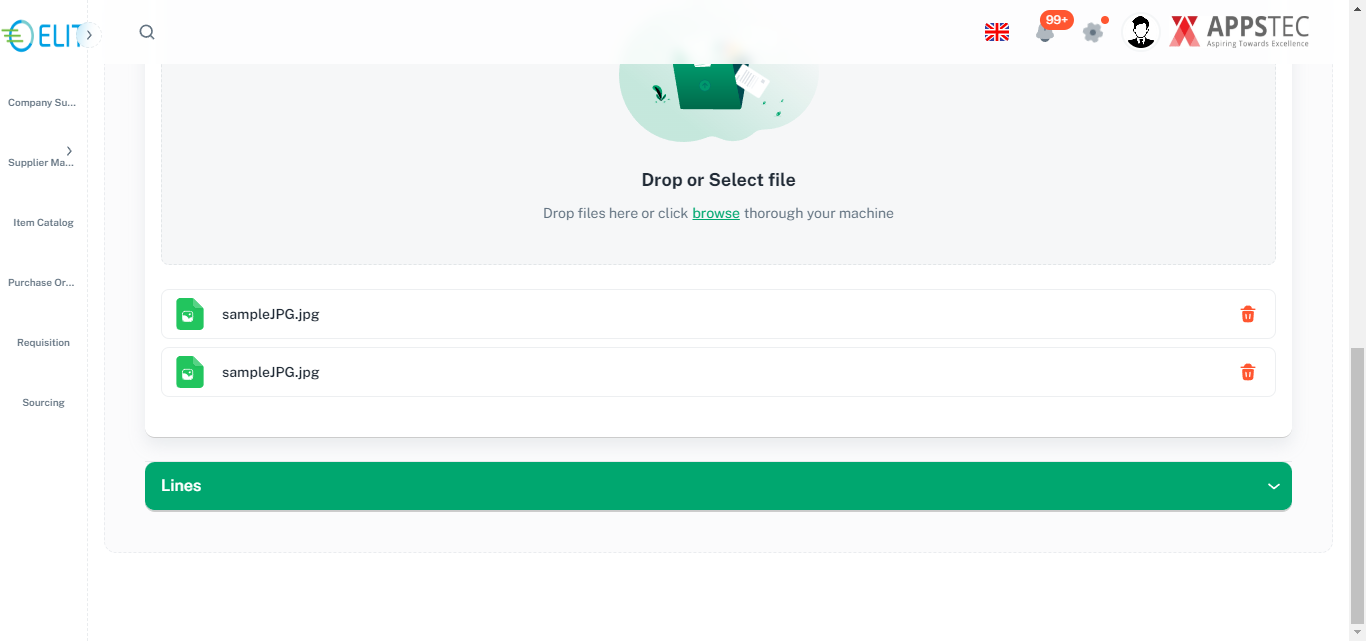 ELIT
99+
APPSTEC
Aspiring Towards Excellence
Company Su...
Supplier Ma...
Item Catalog
Purchase Or...
Requisition
Sourcing
Drop or Select file
Drop files here or click browse thorough your machine
sampleJPG.jpg
sampleJPG.jpg
Lines